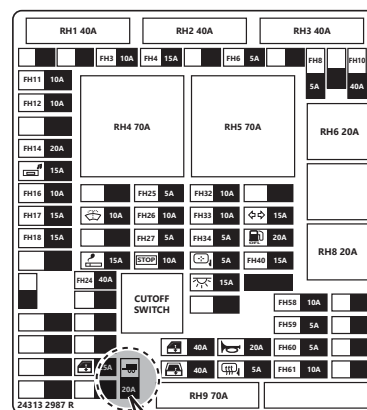 RH1 40A RH2 40A RH3 40A
FH3 10A FH4 15A FH6 5A FH8 5A FH10 40A
FH11 10A
FH12 10A
RH4 70A RH5 70A RH6 20A
FH14 20A
15A
FH16 10A FH25 5A FH32 10A
FH17 15A 10A FH26 10A FH33 10A 15A
FH18 15A FH27 5A FH34 5A 20A
15A STOP 10A 5A FH40 15A
RH8 20A
FH24 40A 15A
CUTOFF
SWITCH
FH58 10A
FH59 5A
40A 20A FH60 5A
5A 40A 5A FH61 10A
20A
RH9 70A
24313 2987 R